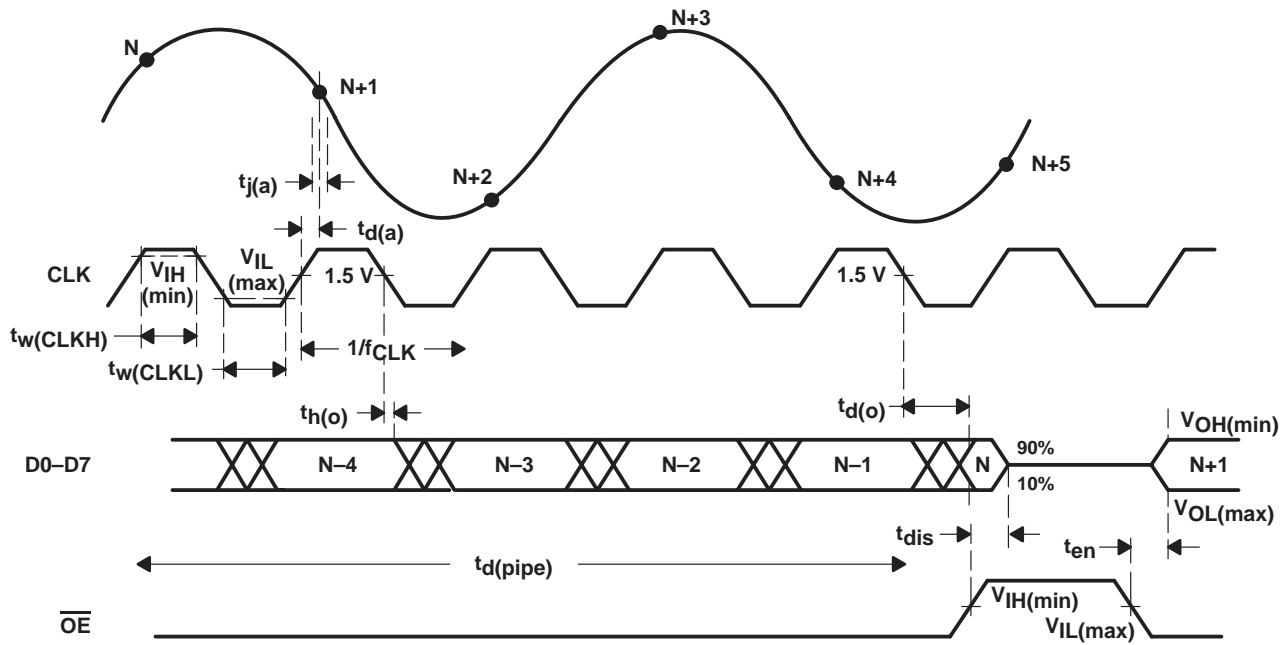 N
N+1
N+2
N+3
N+4
N+5
tj(a)
td(a)
CLK
VIH
(min)
VIL
(max)
1.5 V
1.5 V
tw(CLKH)
tw(CLKL)
1/fCLK
th(o)
td(o)
D0–D7
N–4
N–3
N–2
N–1
N
90%
10%
VOH(min)
N+1
VOL(max)
tdis
ten
td(pipe)
OE
VIH(min)
VIL(max)